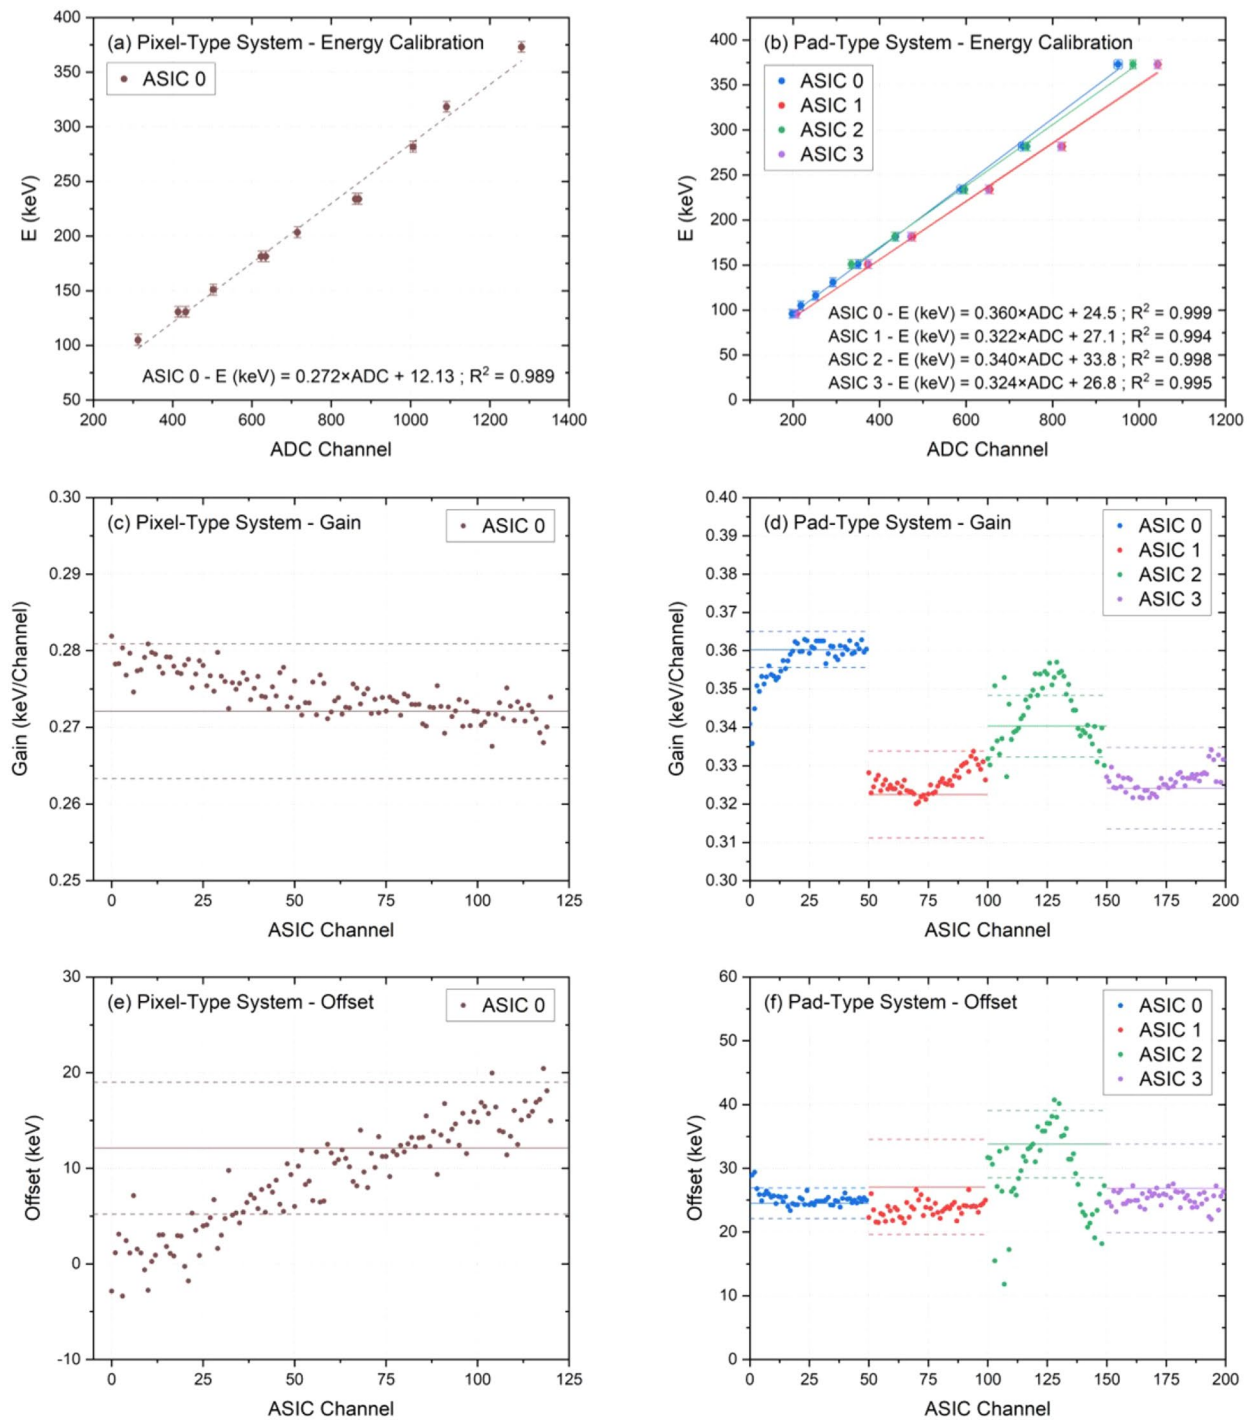 (a) Pixel-Type System - Energy Calibration
ASIC 0
ASIC 0 - E (keV) = 0.272×ADC + 12.13 ; R² = 0.989
400
350
300
250
200
150
100
50
E (keV)
200 400 600 800 1000 1200 1400
ADC Channel
(b) Pad-Type System - Energy Calibration
ASIC 0
ASIC 1
ASIC 2
ASIC 3
ASIC 0 - E (keV) = 0.360×ADC + 24.5 ; R² = 0.999
ASIC 1 - E (keV) = 0.322×ADC + 27.1 ; R² = 0.994
ASIC 2 - E (keV) = 0.340×ADC + 33.8 ; R² = 0.998
ASIC 3 - E (keV) = 0.324×ADC + 26.8 ; R² = 0.995
400
350
300
250
200
150
100
50
0
E (keV)
200 400 600 800 1000 1200
ADC Channel
(c) Pixel-Type System - Gain
ASIC 0
0.30
0.29
0.28
0.27
0.26
0.25
Gain (keV/Channel)
0 25 50 75 100 125
ASIC Channel
(d) Pad-Type System - Gain
ASIC 0
ASIC 1
ASIC 2
ASIC 3
0.40
0.39
0.38
0.37
0.36
0.35
0.34
0.33
0.32
0.31
0.30
Gain (keV/Channel)
0 25 50 75 100 125 150 175 200
ASIC Channel
(e) Pixel-Type System - Offset
ASIC 0
30
20
10
0
-10
Offset (keV)
0 25 50 75 100 125
ASIC Channel
(f) Pad-Type System - Offset
ASIC 0
ASIC 1
ASIC 2
ASIC 3
60
50
40
30
20
10
0
Offset (keV)
0 25 50 75 100 125 150 175 200
ASIC Channel